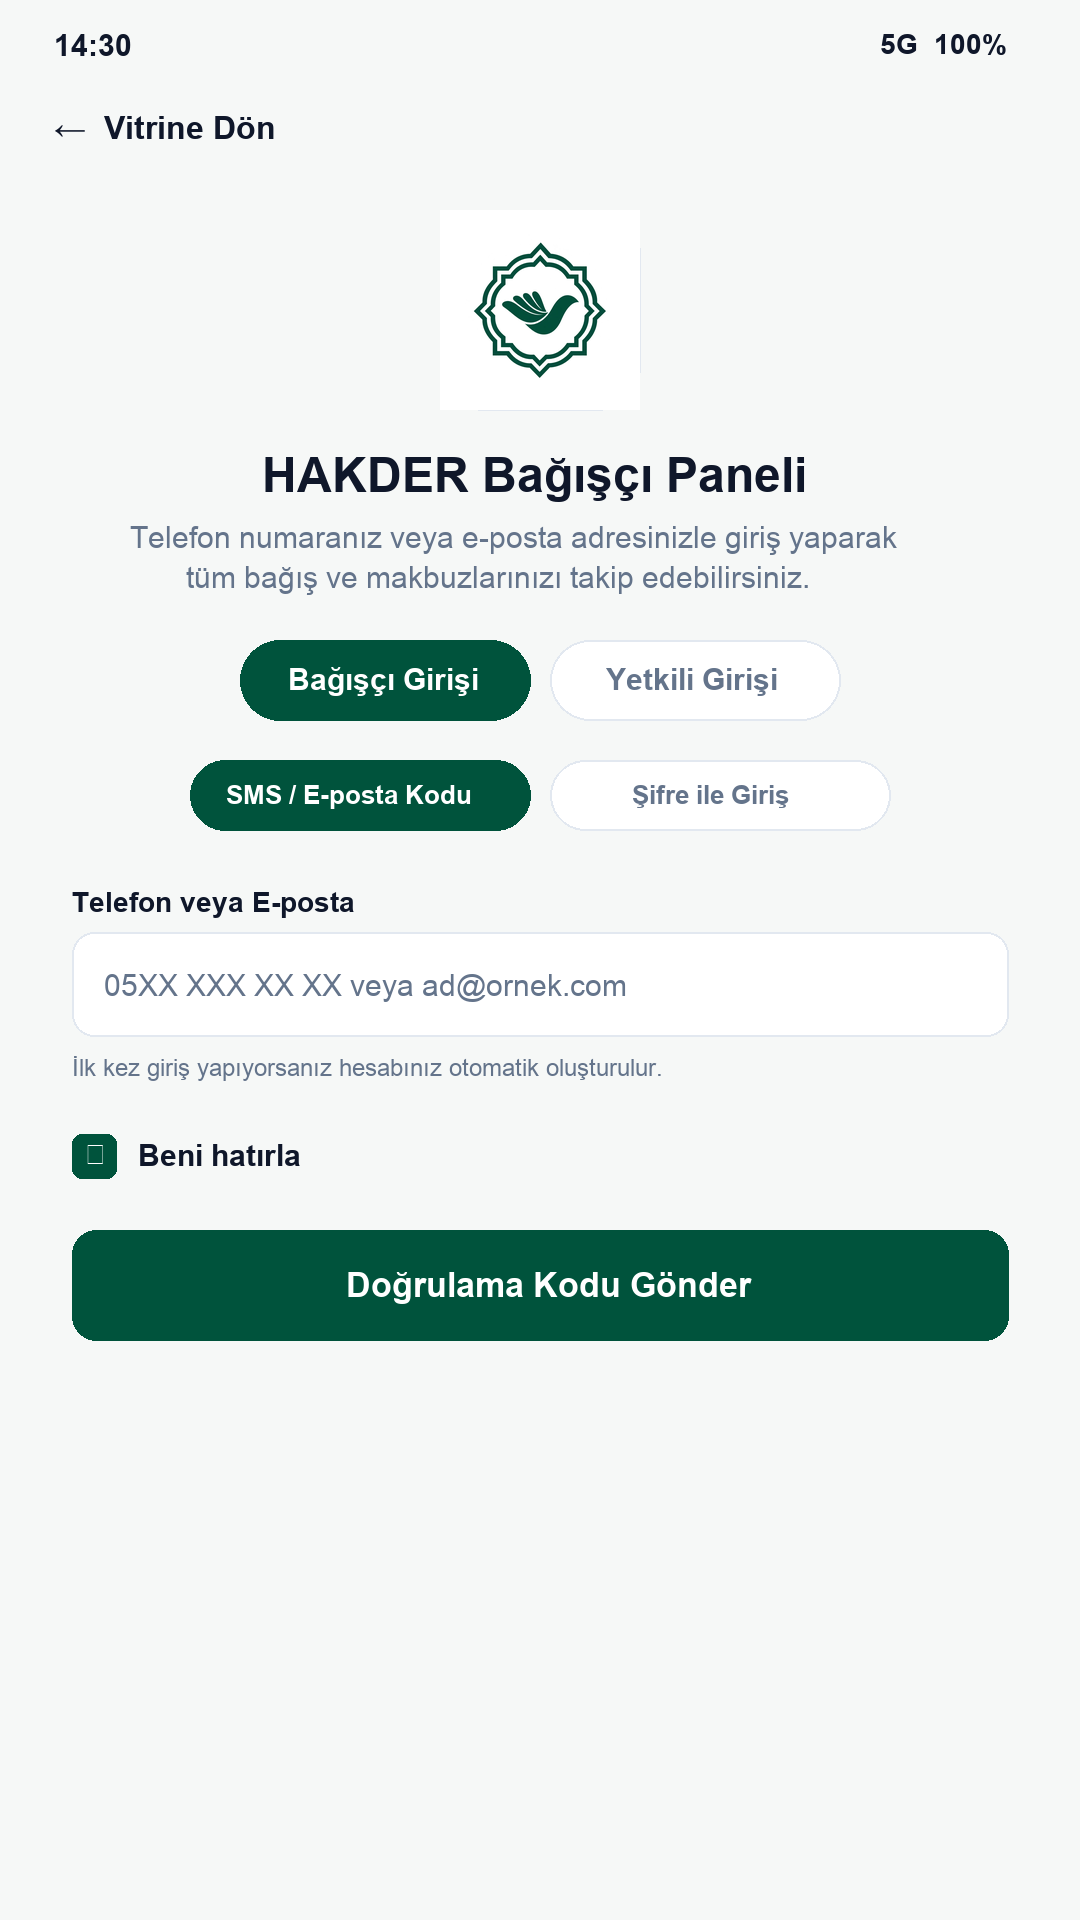 14:30
5G 100%
← Vitrine Dön
HAKDER Bağışçı Paneli
Telefon numaranız veya e-posta adresinizle giriş yaparak
tüm bağış ve makbuzlarınızı takip edebilirsiniz.
Bağışçı Girişi
Yetkili Girişi
SMS / E-posta Kodu
Şifre ile Giriş
Telefon veya E-posta
05XX XXX XX XX veya ad@ornek.com
İlk kez giriş yapıyorsanız hesabınız otomatik oluşturulur.
Beni hatırla
Doğrulama Kodu Gönder